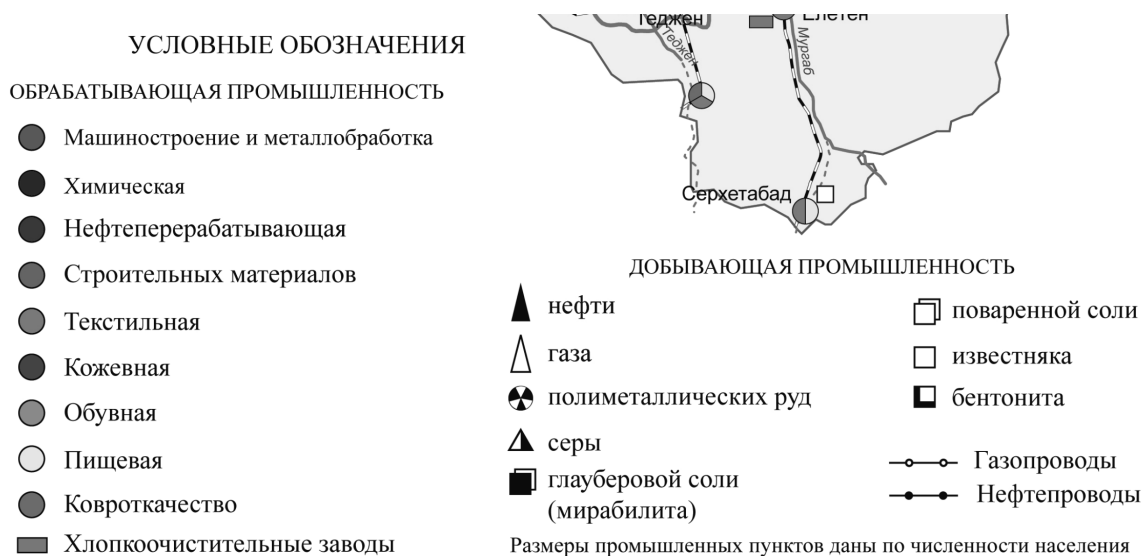 Теджен
Елетен
Теджен
Мургаб
Серхетабад
УСЛОВНЫЕ ОБОЗНАЧЕНИЯ
ОБРАБАТЫВАЮЩАЯ ПРОМЫШЛЕННОСТЬ
Машиностроение и металлобработка
Химическая
Нефтеперерабатывающая
Строительных материалов
Текстильная
Кожевная
Обувная
Пищевая
Ковроткачество
Хлопкоочистительные заводы
ДОБЫВАЮЩАЯ ПРОМЫШЛЕННОСТЬ
нефти
газа
полиметаллических руд
серы
глауберовой соли
(мирабилита)
поваренной соли
известняка
бентонита
Газопроводы
Нефтепроводы
Размеры промышленных пунктов даны по численности населения